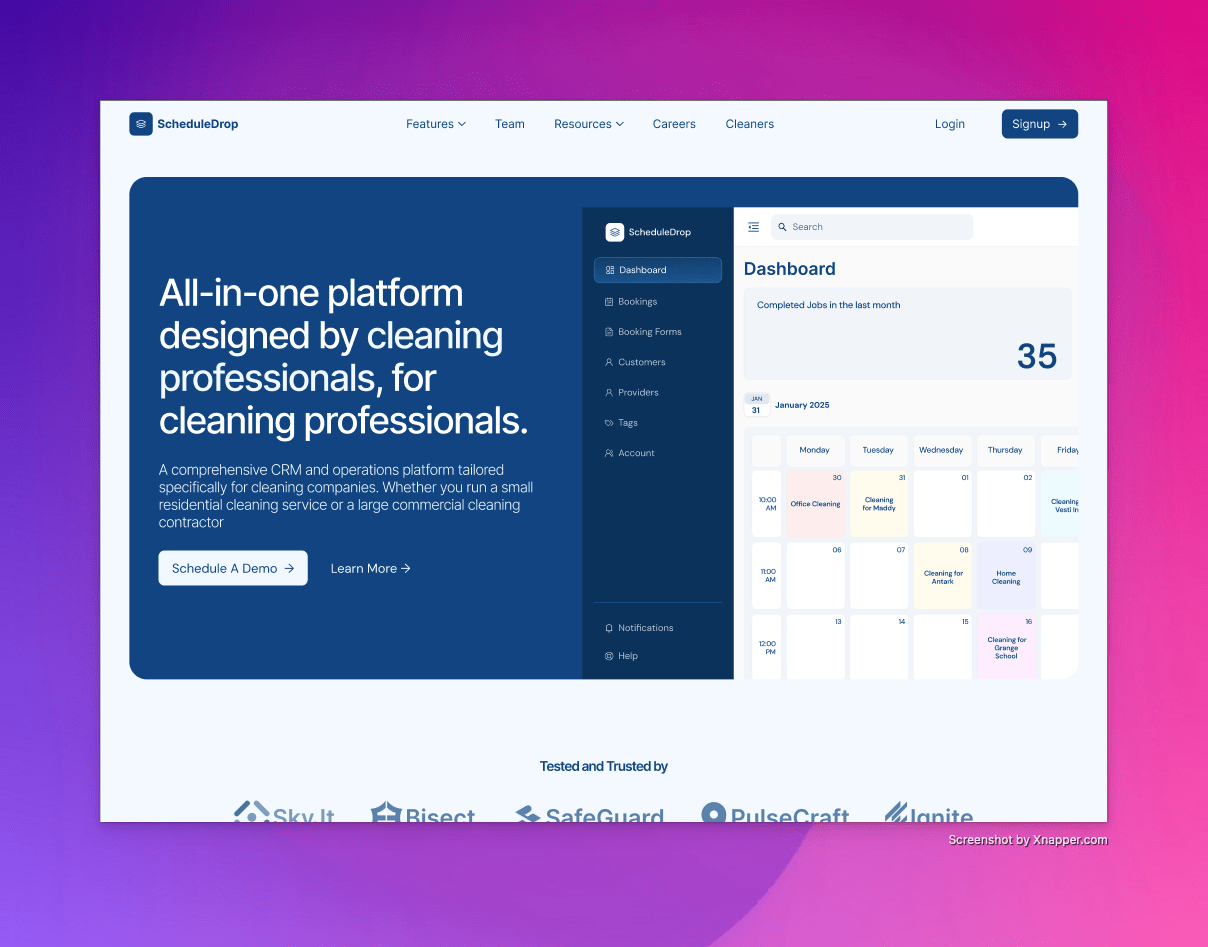 ScheduleDrop
Features
Team
Resources
Careers
Cleaners
Login
Signup →
All-in-one platform
designed by cleaning
professionals, for
cleaning professionals.
A comprehensive CRM and operations platform tailored
specifically for cleaning companies. Whether you run a small
residential cleaning service or a large commercial cleaning
contractor
Schedule A Demo →
Learn More →
ScheduleDrop
Dashboard
Bookings
Booking Forms
Customers
Providers
Tags
Account
Notifications
Help
Search
Dashboard
Completed Jobs in the last month
35
JAN
31
January 2025
Monday
Tuesday
Wednesday
Thursday
Friday
10:00
AM
30
Office Cleaning
31
Cleaning
for Maddy
01
02
Cleaning
Vesti In
11:00
AM
06
07
08
Cleaning for
Antark
09
Home
Cleaning
12:00
PM
13
14
15
16
Cleaning for
Grange
School
Tested and Trusted by
Sky.It
Bisect
SafeGuard
PulseCraft
Ignite
Screenshot by Xnapper.com